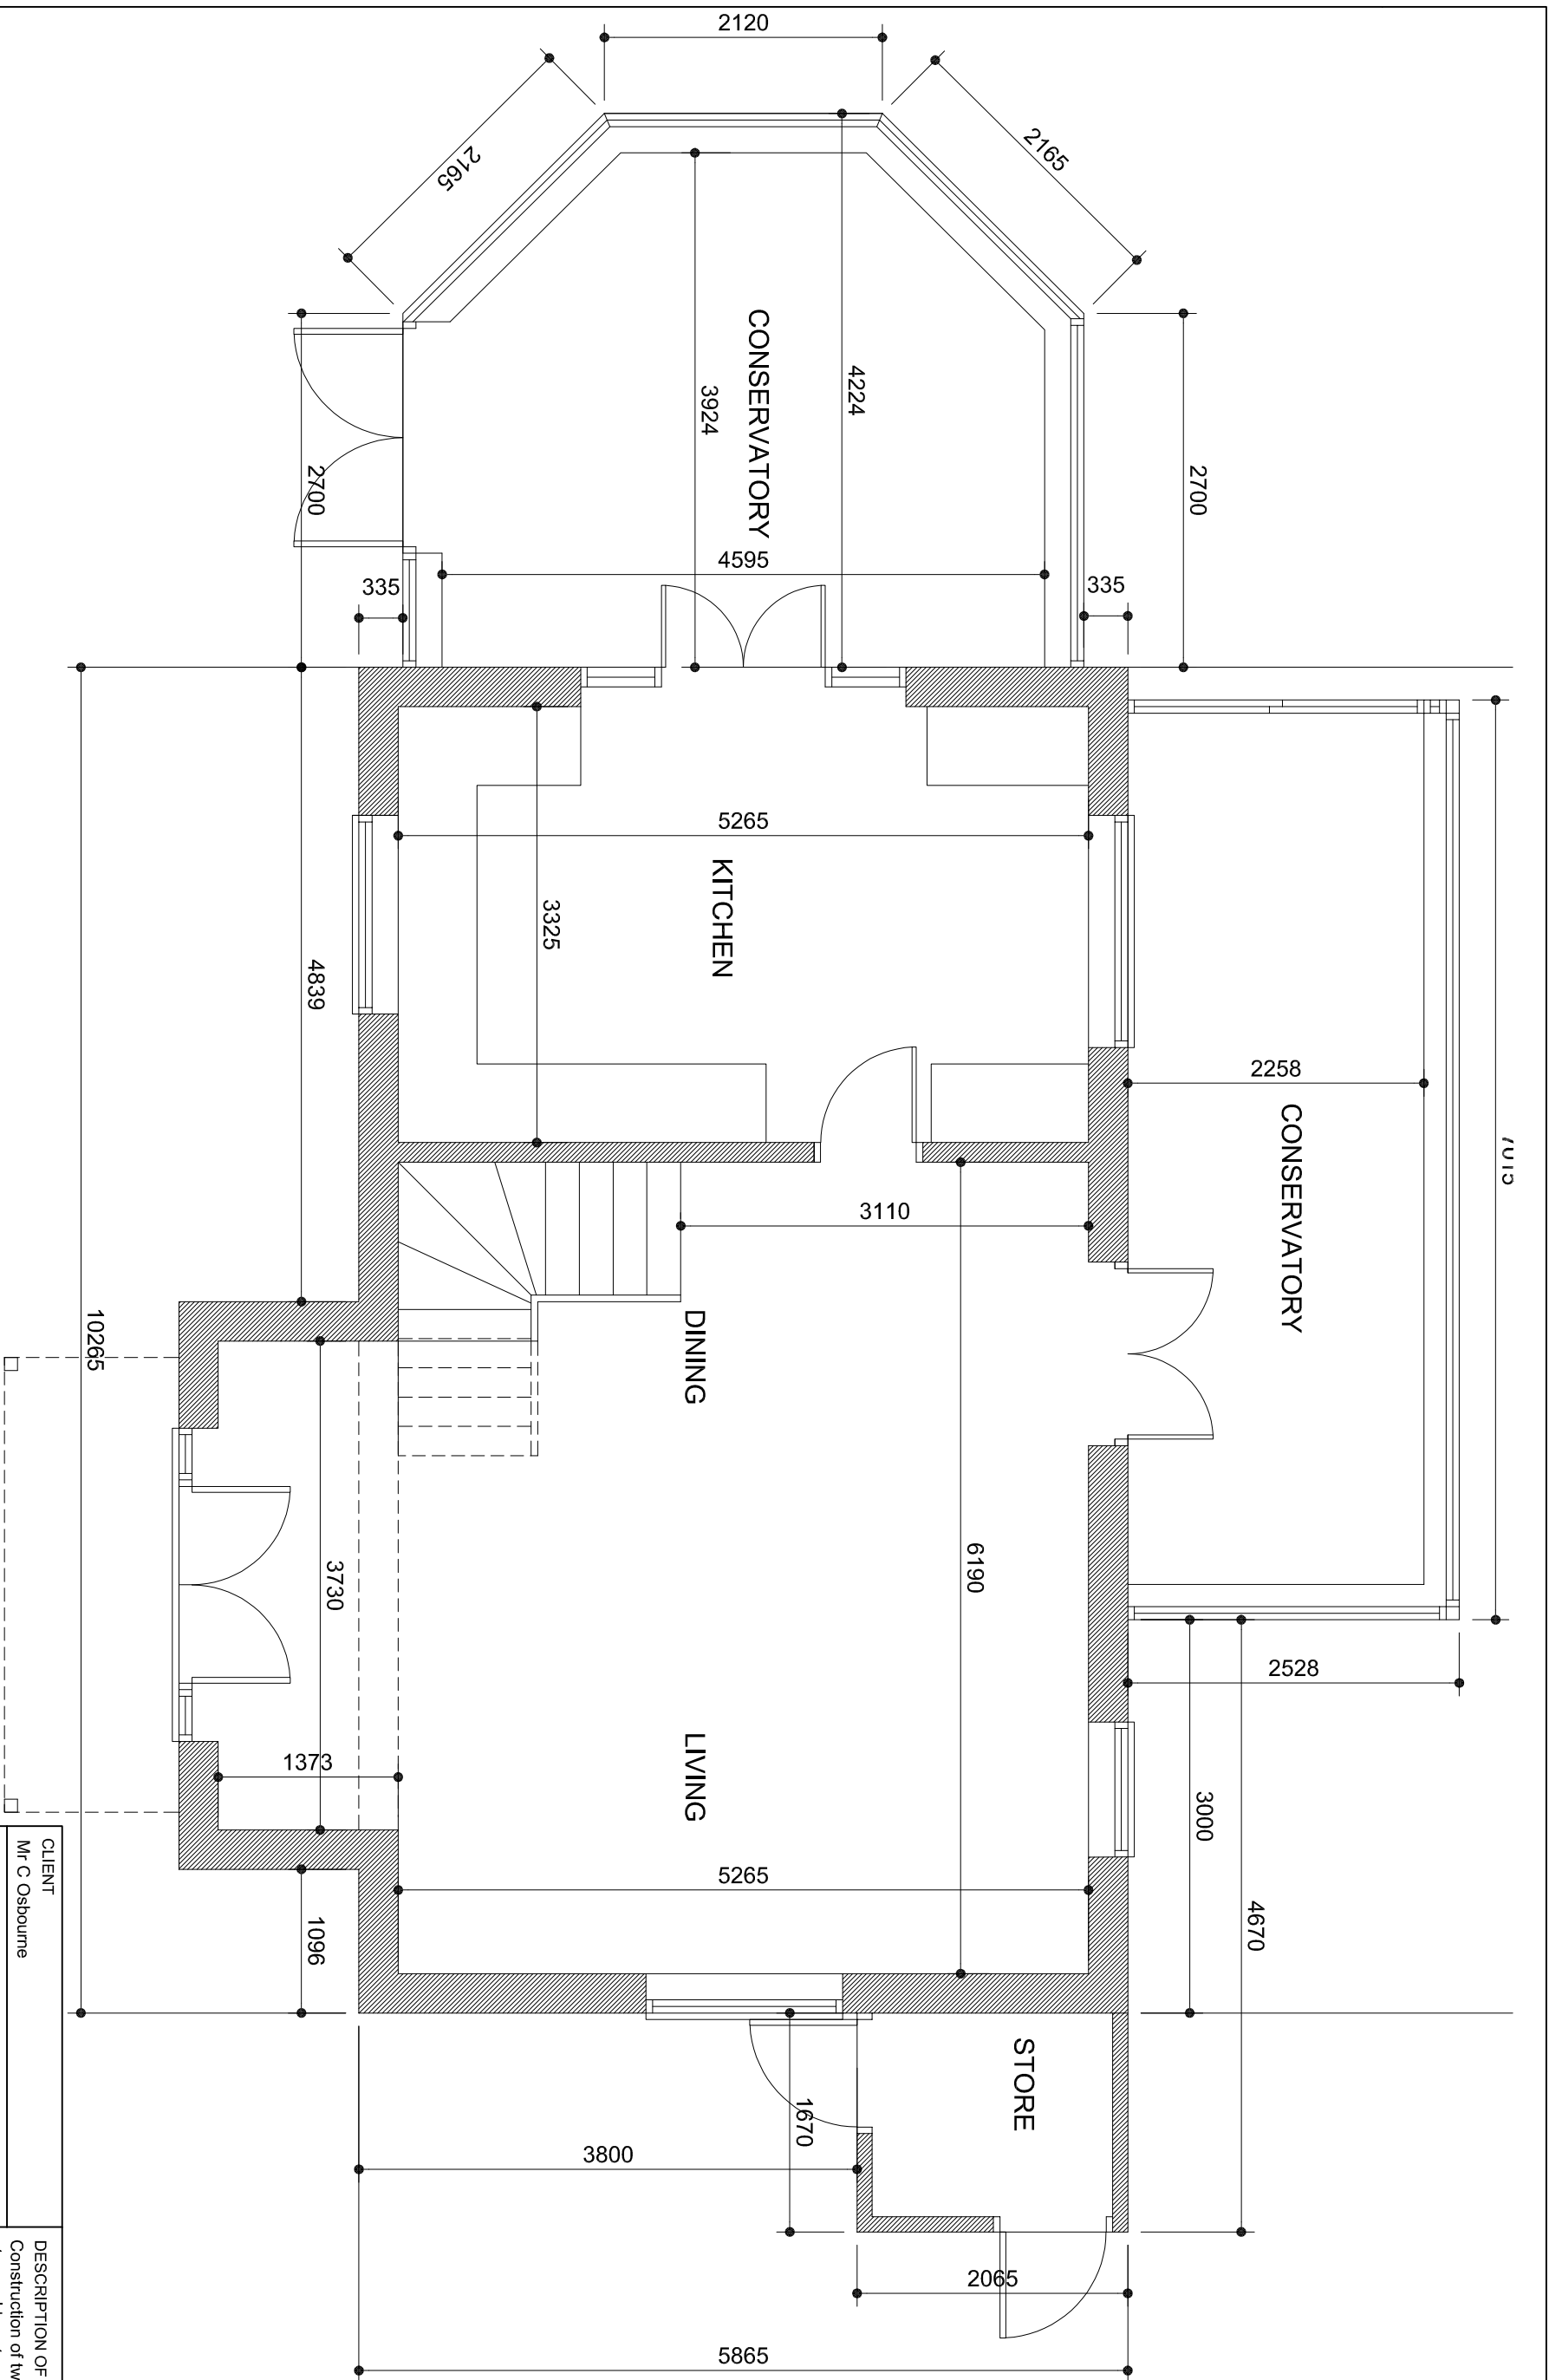 2120
2165
2165
CONSERVATORY
4224
3924
2700
2700
4595
335
335
5265
KITCHEN
3325
4839
2258
CONSERVATORY
7015
3110
DINING
10265
6190
3730
2528
LIVING
1373
3000
5265
4670
1096
STORE
1670
3800
2065
5865
CLIENT
Mr C Osbourne
DESCRIPTION OF
Construction of tw